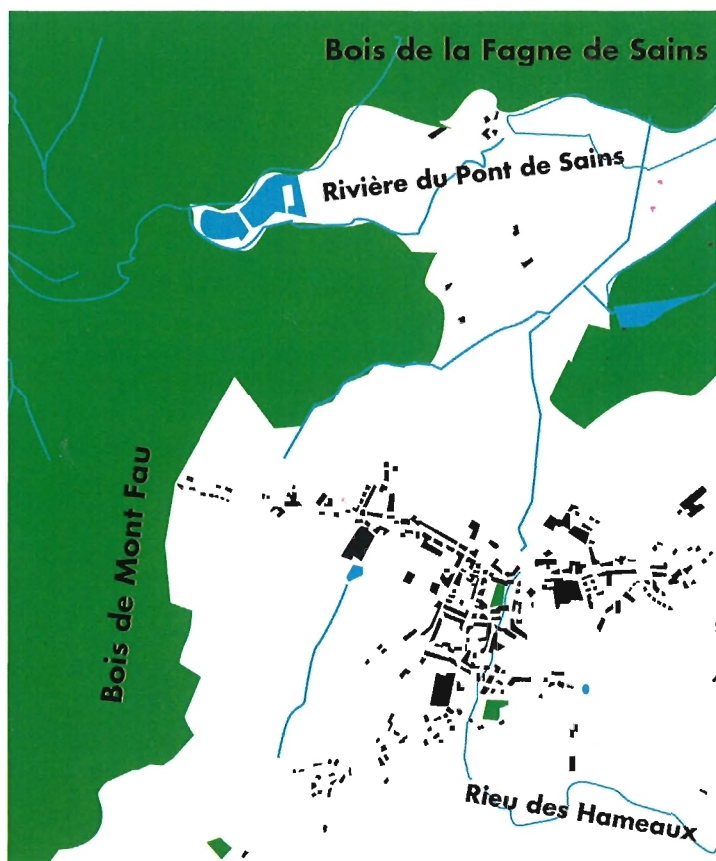 Bois de la Fagne de Sains
Rivière du Pont de Sains
Bois de Mont Fau
Rieu des Hameaux